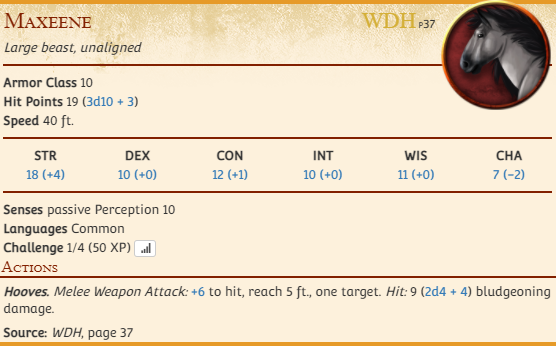 Maxeene WDH p37
Large beast, unaligned
Armor Class 10
Hit Points 19 (3d10 + 3)
Speed 40 ft.
STR DEX CON INT WIS CHA
18 (+4) 10 (+0) 12 (+1) 10 (+0) 11 (+0) 7 (−2)
Senses passive Perception 10
Languages Common
Challenge 1/4 (50 XP)
Actions
Hooves. Melee Weapon Attack: +6 to hit, reach 5 ft., one target. Hit: 9 (2d4 + 4) bludgeoning
damage.
Source: WDH, page 37